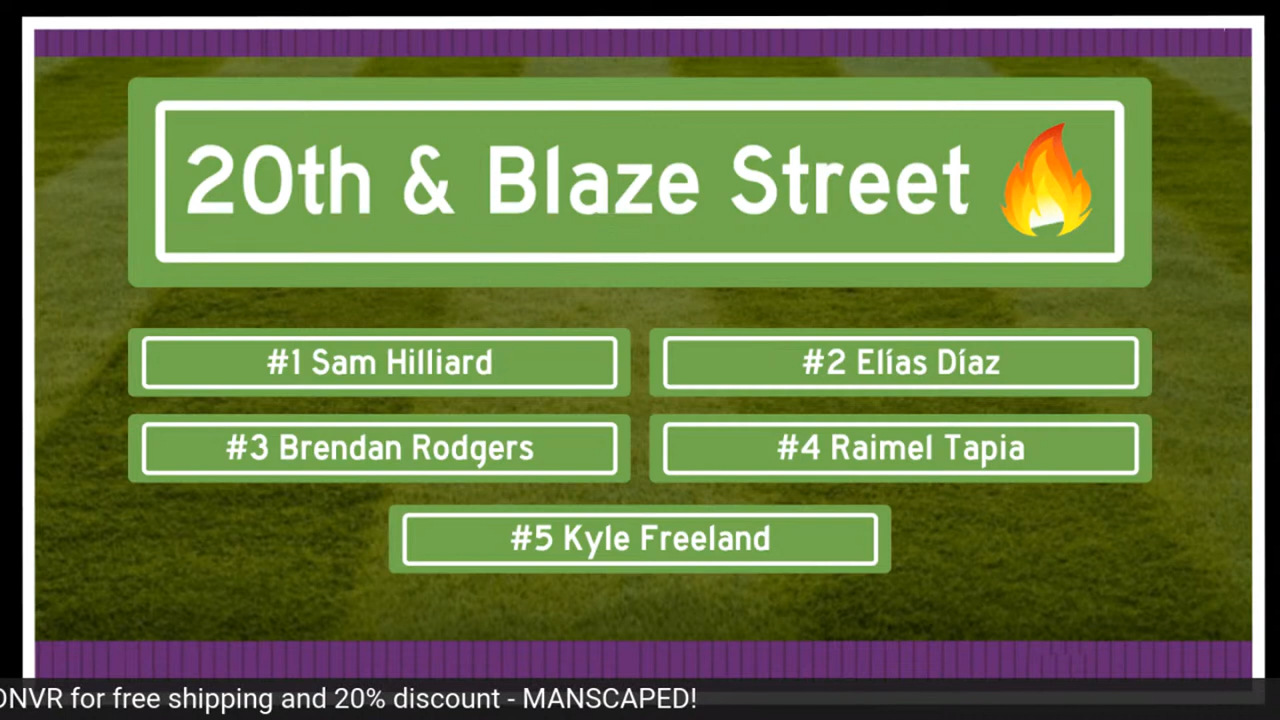 20th & Blaze Street
#1 Sam Hilliard
#2 Elías Díaz
#3 Brendan Rodgers
#4 Raimel Tapia
#5 Kyle Freeland
DNVR for free shipping and 20% discount - MANSCAPED!